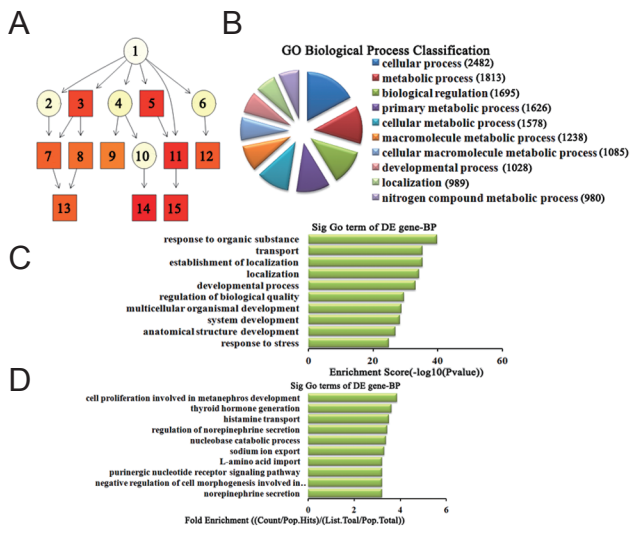 A
1
2
3
4
5
6
7
8
9
10
11
12
13
14
15
B
GO Biological Process Classification
cellular process (2482)
metabolic process (1813)
biological regulation (1695)
primary metabolic process (1626)
cellular metabolic process (1578)
macromolecule metabolic process (1238)
cellular macromolecule metabolic process (1085)
developmental process (1028)
localization (989)
nitrogen compound metabolic process (980)
C
Sig Go term of DE gene-BP
response to organic substance
transport
establishment of localization
localization
developmental process
regulation of biological quality
multicellular organismal development
system development
anatomical structure development
response to stress
0 20 40 60
Enrichment Score(-log10(Pvalue))
D
Sig Go terms of DE gene-BP
cell proliferation involved in metanephros development
thyroid hormone generation
histamine transport
regulation of norepinephrine secretion
nucleobase catabolic process
sodium ion export
L-amino acid import
purinergic nucleotide receptor signaling pathway
negative regulation of cell morphogenesis involved in..
norepinephrine secretion
0 2 4 6
Fold Enrichment ((Count/Pop.Hits)/(List.Toal/Pop.Total))